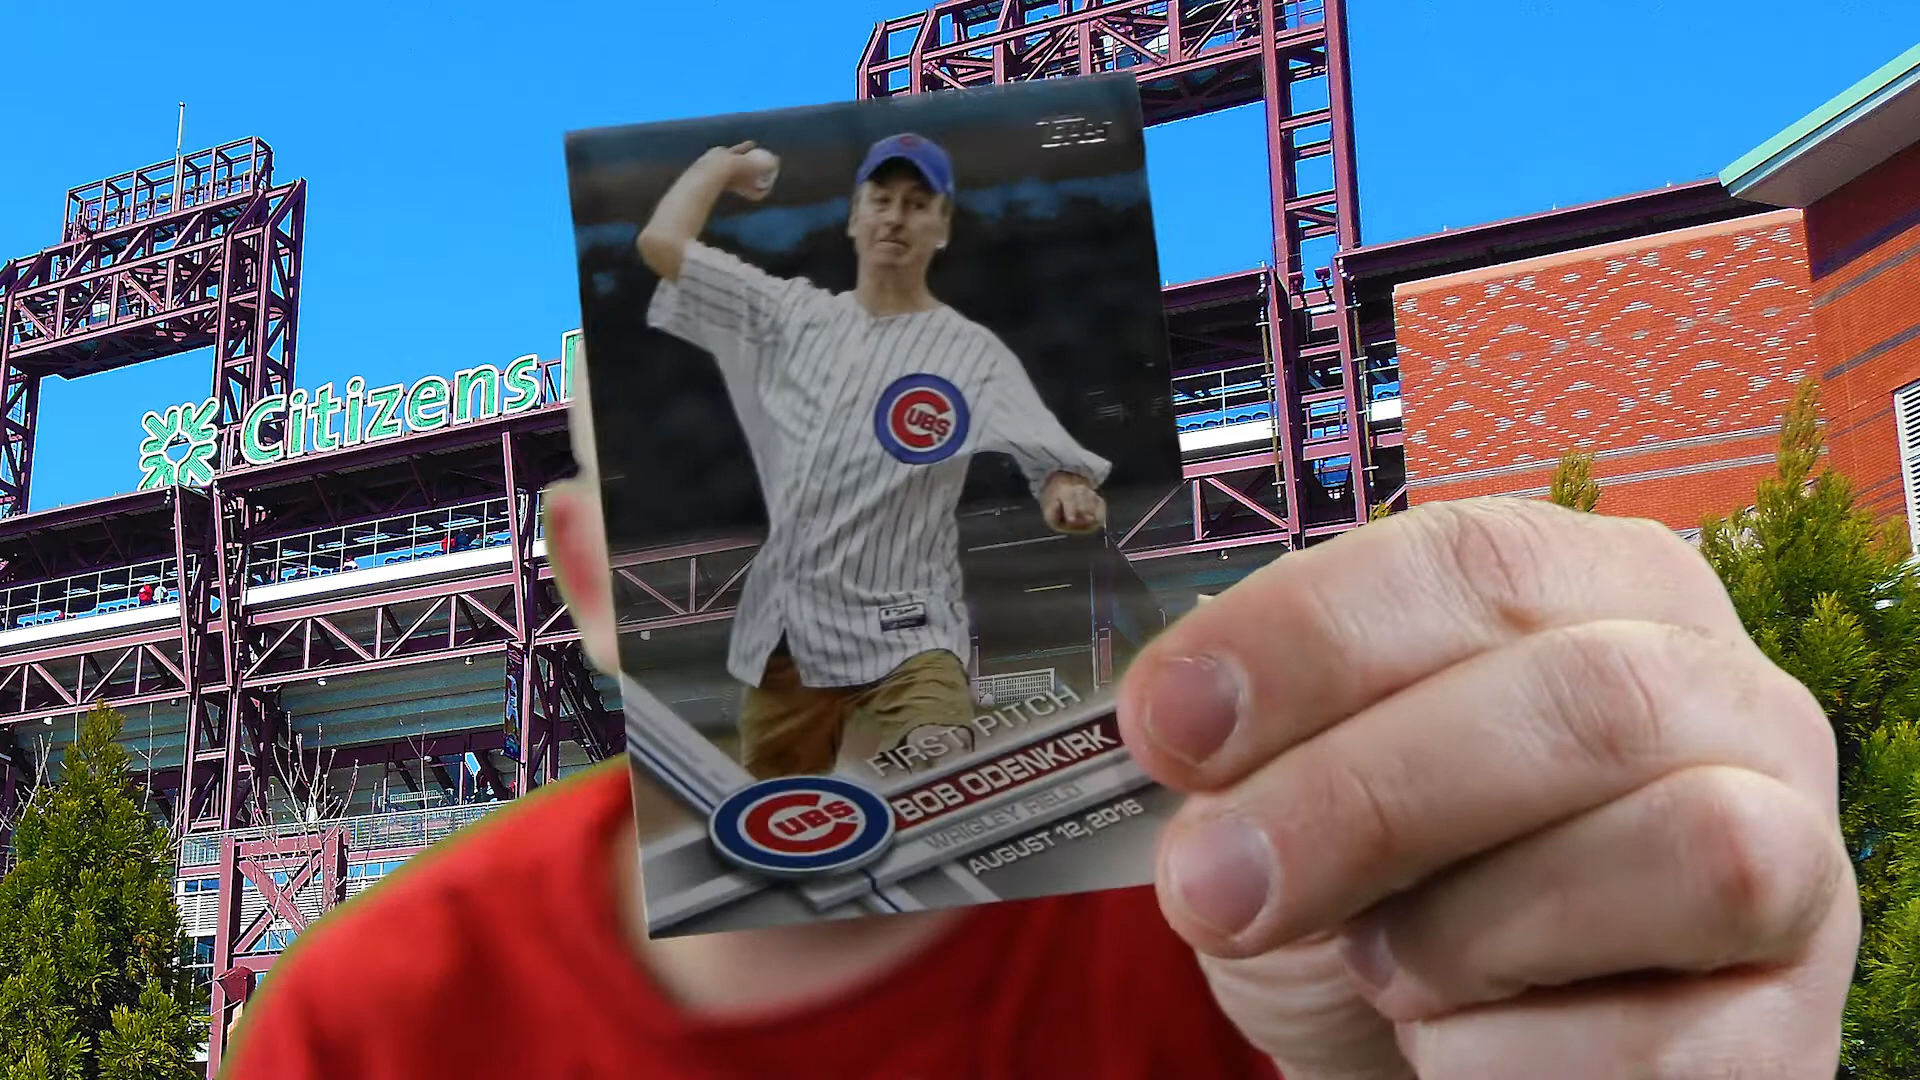 Citizens
TOPPS
CUBS
FIRST PITCH
CUBS
BOB ODENKIRK
WRIGLEY FIELD
AUGUST 12, 2016